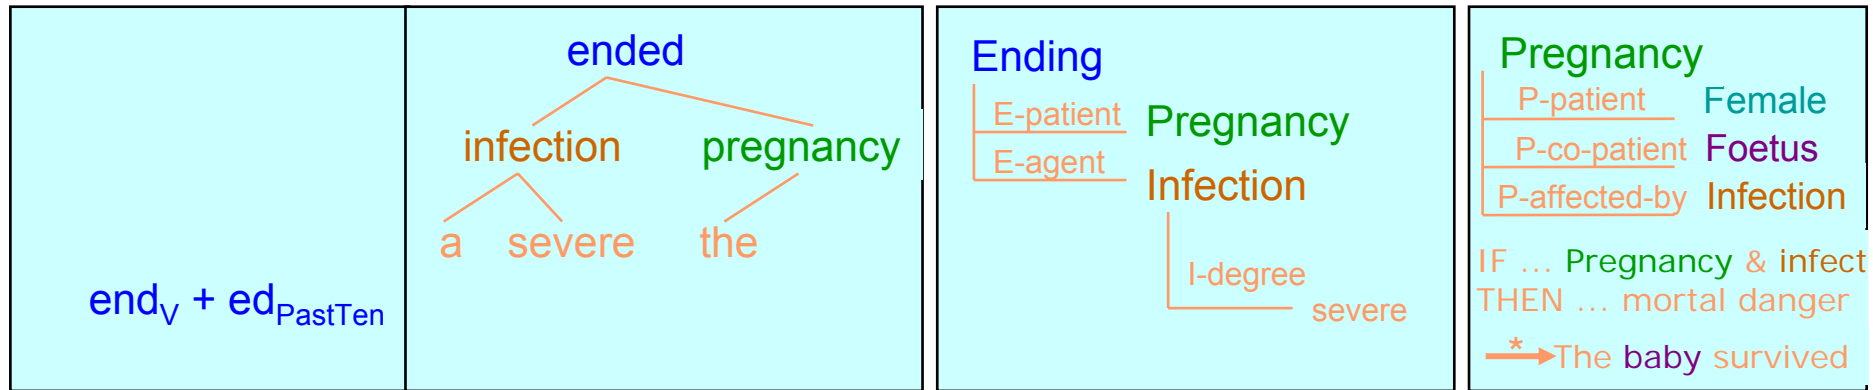 end_V + ed_PastTen
ended
infection pregnancy
a severe the
Ending
E-patient Pregnancy
E-agent Infection
I-degree
severe
Pregnancy
P-patient Female
P-co-patient Foetus
P-affected-by Infection
IF ... Pregnancy & infect
THEN ... mortal danger
* The baby survived